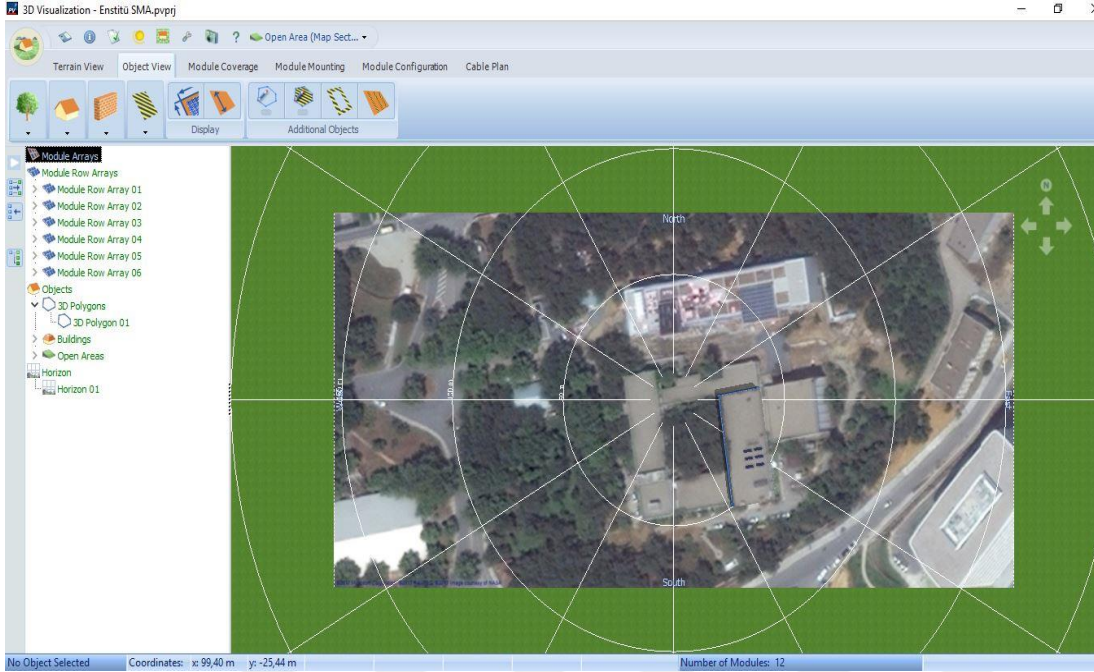 3D Visualization - Enstitü SMA.pvprj
Open Area (Map Sect...
Terrain View Object View Module Coverage Module Mounting Module Configuration Cable Plan
Display Additional Objects
Module Arrays
Module Row Arrays
Module Row Array 01
Module Row Array 02
Module Row Array 03
Module Row Array 04
Module Row Array 05
Module Row Array 06
Objects
3D Polygons
3D Polygon 01
Buildings
Open Areas
Horizon
Horizon 01
N
North
East
South
No Object Selected Coordinates: x: 99,40 m y: -25,44 m Number of Modules: 12